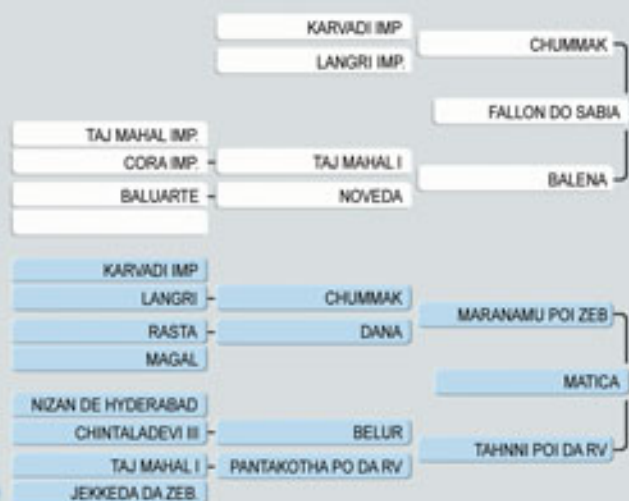 KARVADI IMP
CHUMMAK
LANGRI IMP.
FALLON DO SABIA
TAJ MAHAL IMP.
CORA IMP.
TAJ MAHAL I
BALENA
BALUARTE
NOVEDA
KARVADI IMP
LANGRI
CHUMMAK
MARANAMU POI ZEB
RASTA
DANA
MAGAL
MATICA
NIZAN DE HYDERABAD
CHINTALADEVI III
BELUR
TAHNNI POI DA RV
TAJ MAHAL I
PANTAKOTHA PO DA RV
JEKKEDA DA ZEB.